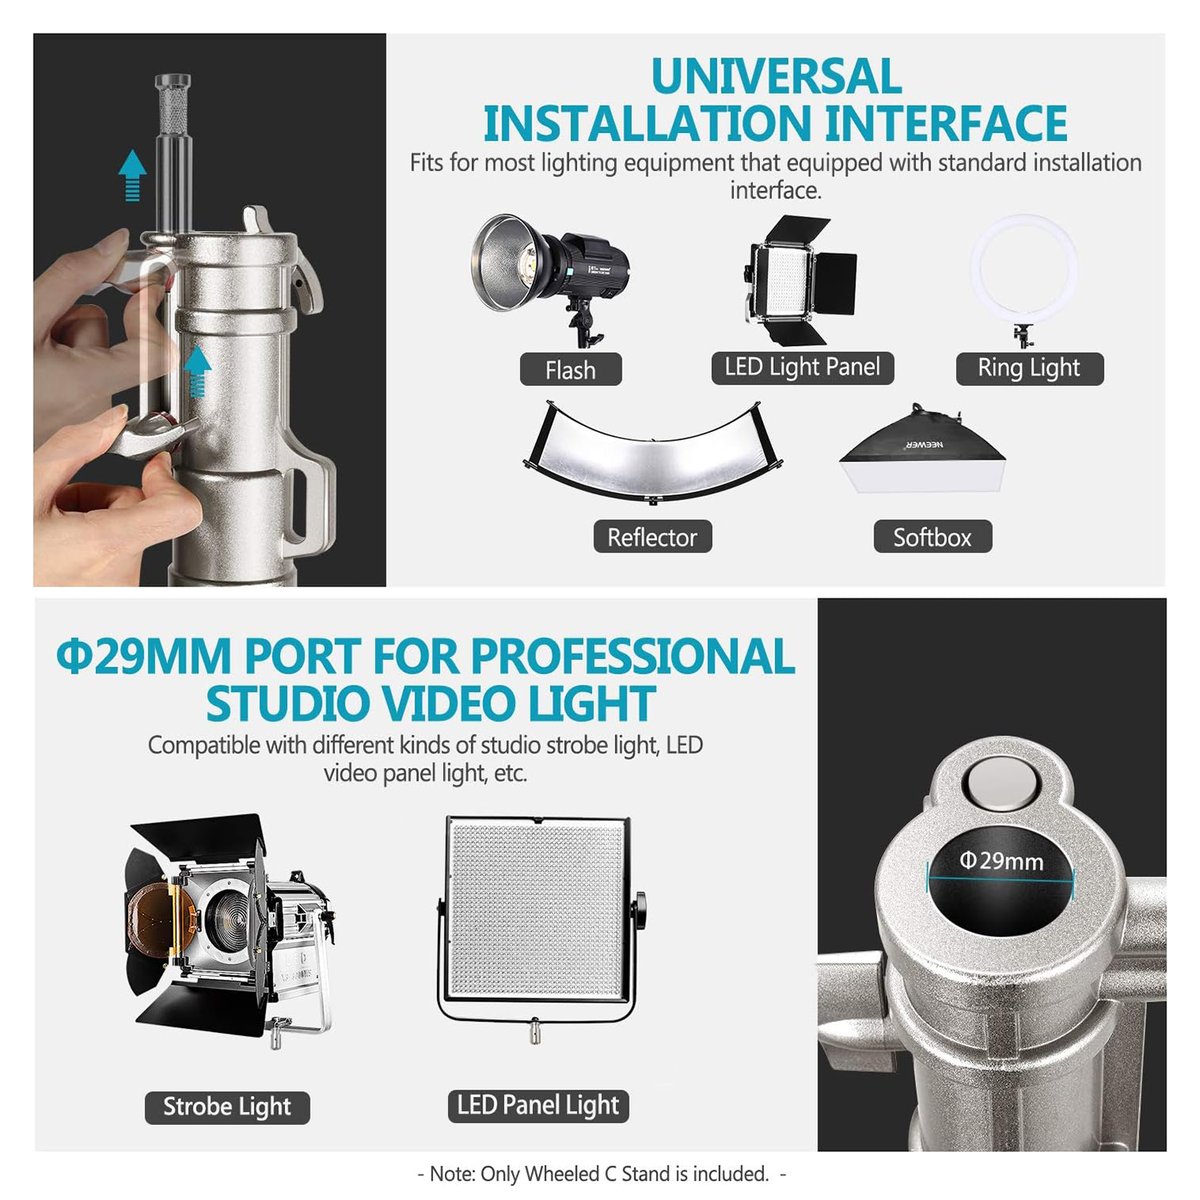 UNIVERSAL
INSTALLATION INTERFACE
Fits for most lighting equipment that equipped with standard installation
interface.
Flash
LED Light Panel
Ring Light
NEEWER
Reflector
Softbox
Φ29MM PORT FOR PROFESSIONAL
STUDIO VIDEO LIGHT
Compatible with different kinds of studio strobe light, LED
video panel light, etc.
Φ29mm
Strobe Light
LED Panel Light
- Note: Only Wheeled C Stand is included. -